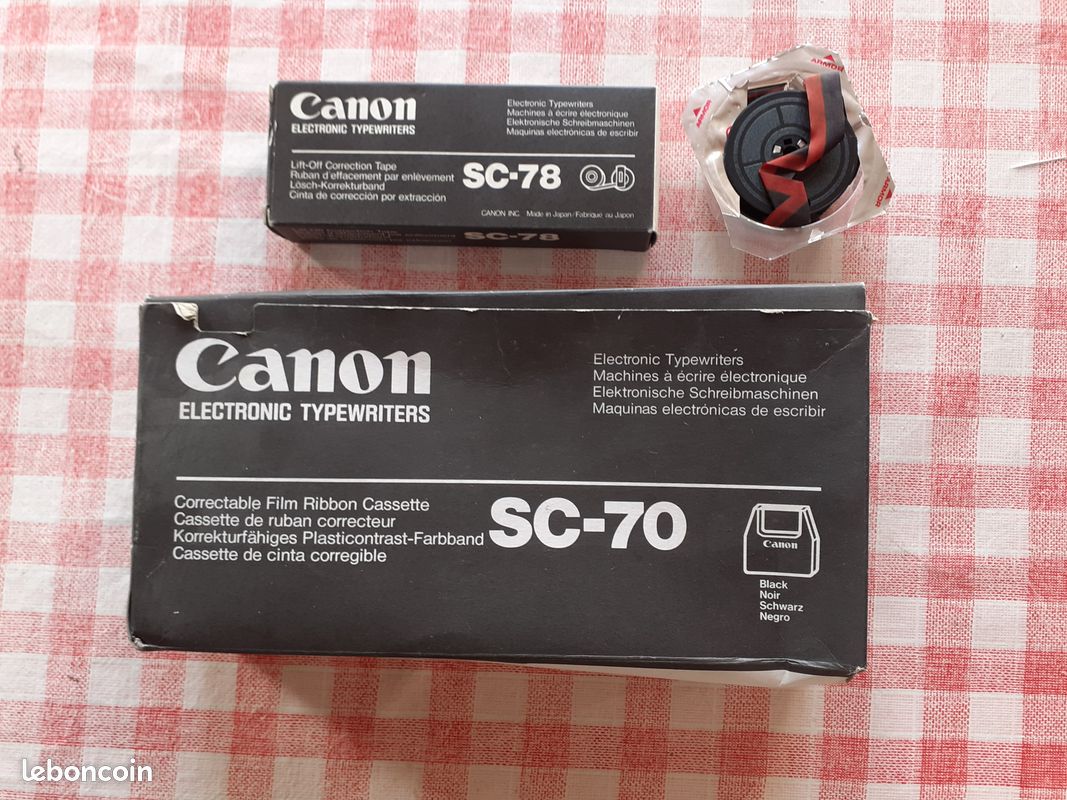 Canon
ELECTRONIC TYPEWRITERS
Electronic Typewriters
Machines à écrire électronique
Elektronische Schreibmaschinen
Maquinas electrónicas de escribir
Lift-Off Correction Tape
Ruban d'effacement par enlèvement
Lösch-Korrekturband
Cinta de corrección por extracción
SC-78
CANON INC. Made in Japan/Fabriqué au Japon
SC-78
ARMOR
ARMOR
ARMOR
Canon
ELECTRONIC TYPEWRITERS
Electronic Typewriters
Machines à écrire électronique
Elektronische Schreibmaschinen
Maquinas electrónicas de escribir
Correctable Film Ribbon Cassette
Cassette de ruban correcteur
Korrekturfähiges Plasticontrast-Farbband
Cassette de cinta corregible
SC-70
Canon
Black
Noir
Schwarz
Negro
leboncoin